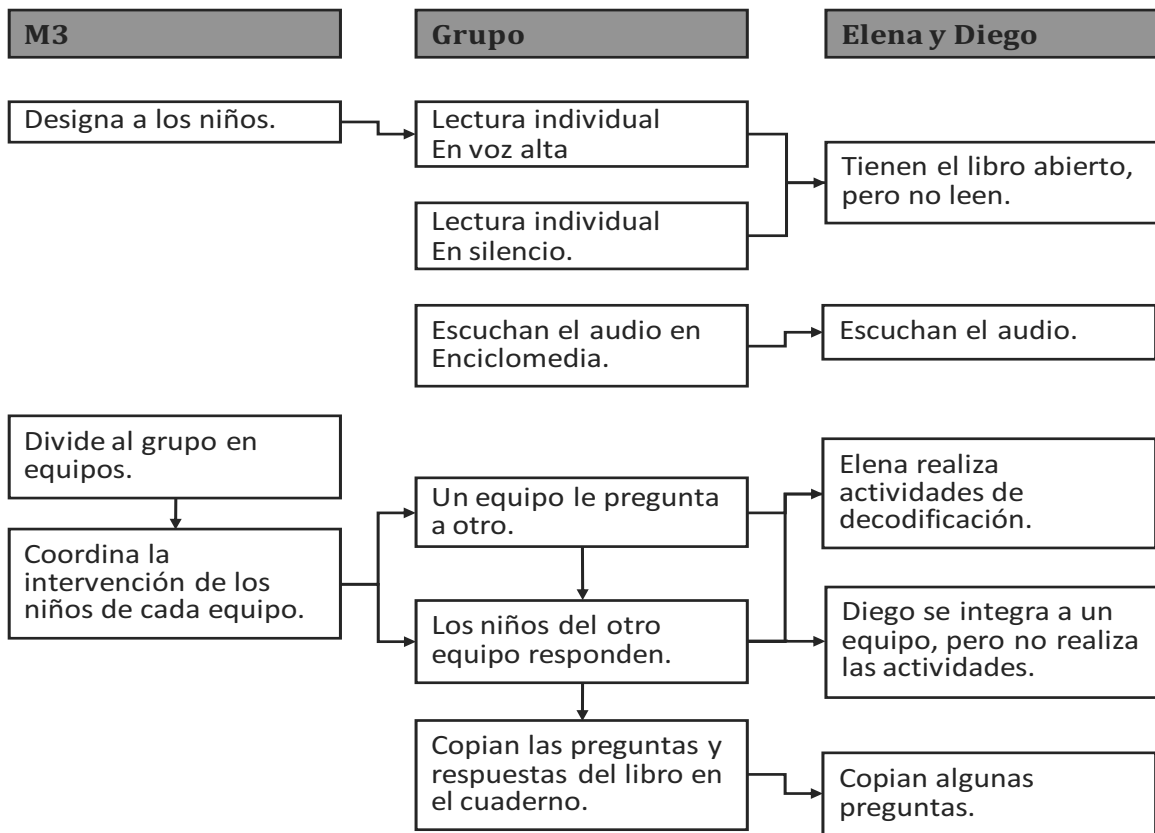 M3
Grupo
Elena y Diego
Designa a los niños.
Lectura individual
En voz alta
Tienen el libro abierto,
pero no leen.
Lectura individual
En silencio.
Escuchan el audio en
Enciclomedia.
Escuchan el audio.
Divide al grupo en
equipos.
Coordina la
intervención de los
niños de cada equipo.
Un equipo le pregunta
a otro.
Elena realiza
actividades de
decodificación.
Los niños del otro
equipo responden.
Diego se integra a un
equipo, pero no realiza
las actividades.
Copian las preguntas y
respuestas del libro en
el cuaderno.
Copian algunas
preguntas.